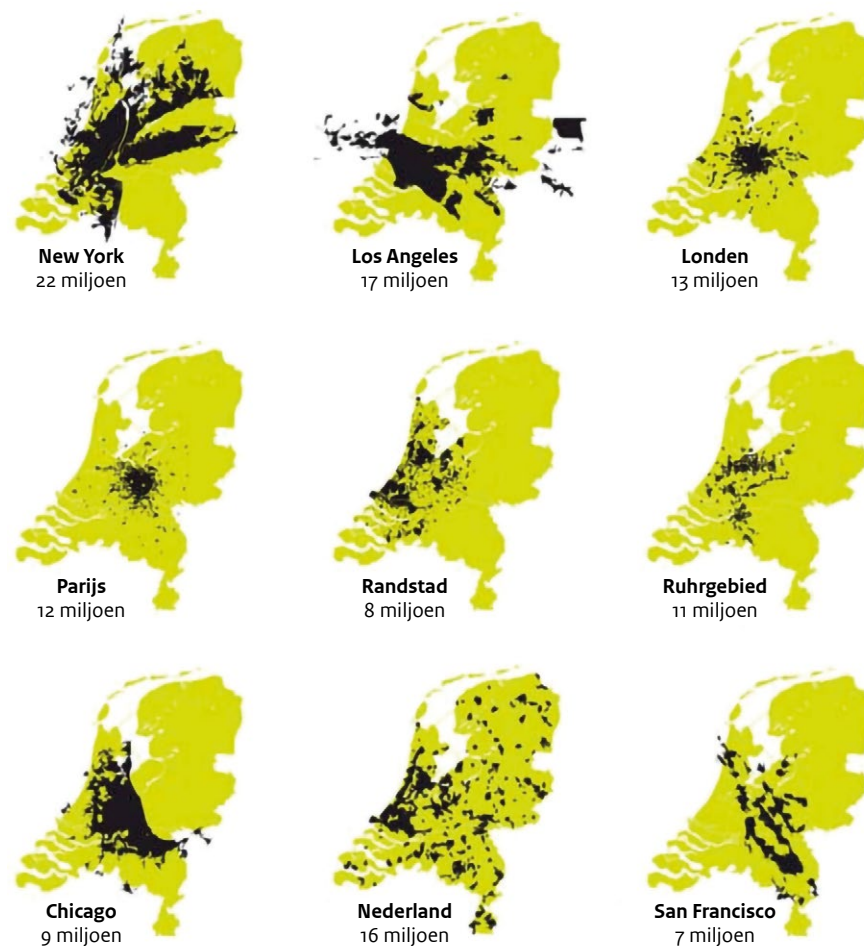 New York
22 miljoen
Los Angeles
17 miljoen
Londen
13 miljoen
Parijs
12 miljoen
Randstad
8 miljoen
Ruhrgebied
11 miljoen
Chicago
9 miljoen
Nederland
16 miljoen
San Francisco
7 miljoen